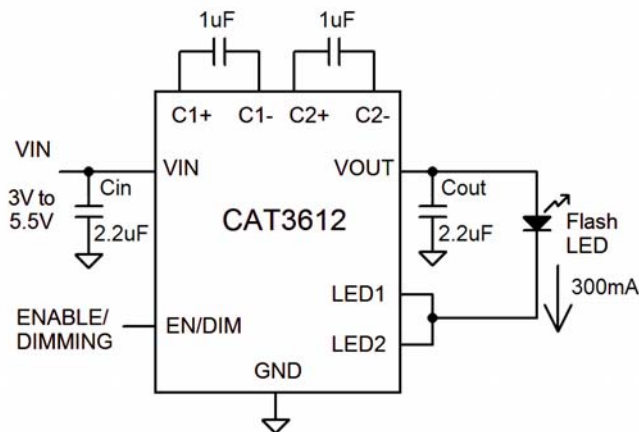 1uF
1uF
C1+
C1-
C2+
C2-
VIN
3V to
5.5V
Cin
2.2uF
VIN
CAT3612
VOUT
Cout
2.2uF
Flash
LED
300mA
LED1
LED2
ENABLE/
DIMMING
EN/DIM
GND